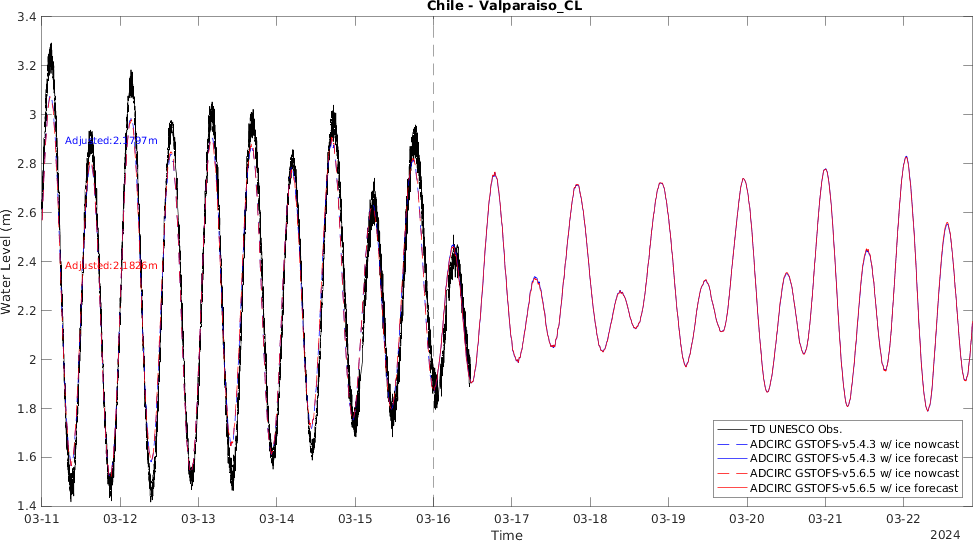 Chile - Valparaiso_CL
3.4
3.2
3
2.8
2.6
2.4
2.2
2
1.8
1.6
1.4
Water Level (m)
Adjusted:2.1797m
Adjusted:2.1826m
TD UNESCO Obs.
ADCIRC GSTOFS-v5.4.3 w/ ice nowcast
ADCIRC GSTOFS-v5.4.3 w/ ice forecast
ADCIRC GSTOFS-v5.6.5 w/ ice nowcast
ADCIRC GSTOFS-v5.6.5 w/ ice forecast
03-11 03-12 03-13 03-14 03-15 03-16 03-17 03-18 03-19 03-20 03-21 03-22
Time
2024